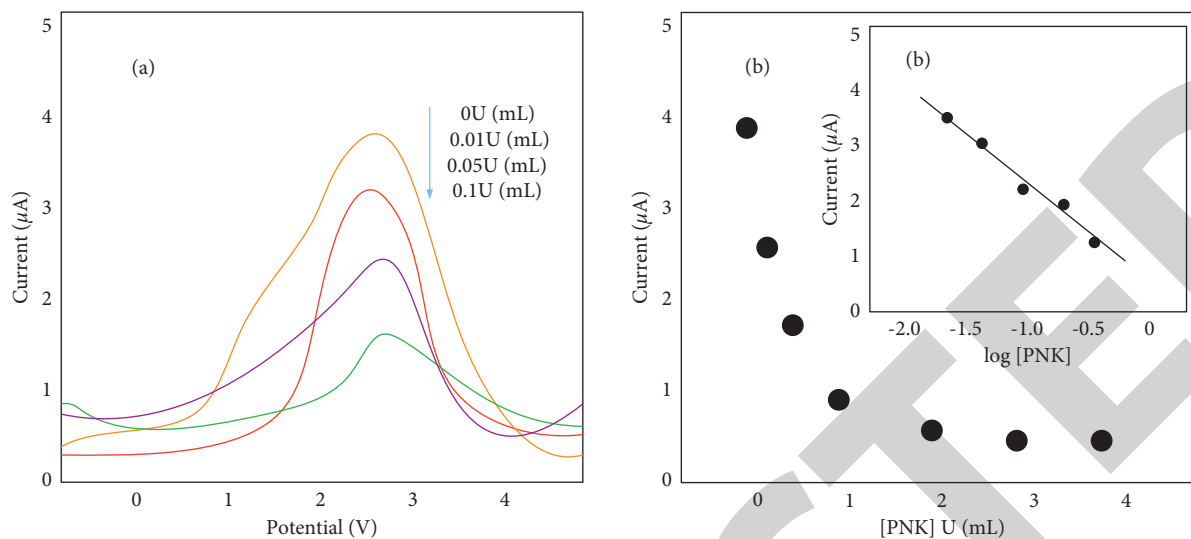 5
4
3
2
1
0
Current (μA)
(a)
0U (mL)
0.01U (mL)
0.05U (mL)
0.1U (mL)
0 1 2 3 4
Potential (V)
5
4
3
2
1
0
Current (μA)
(b)
0 1 2 3 4
[PNK] U (mL)
5
4
3
2
1
0
Current (μA)
(b)
-2.0 -1.5 -1.0 -0.5 0
log [PNK]